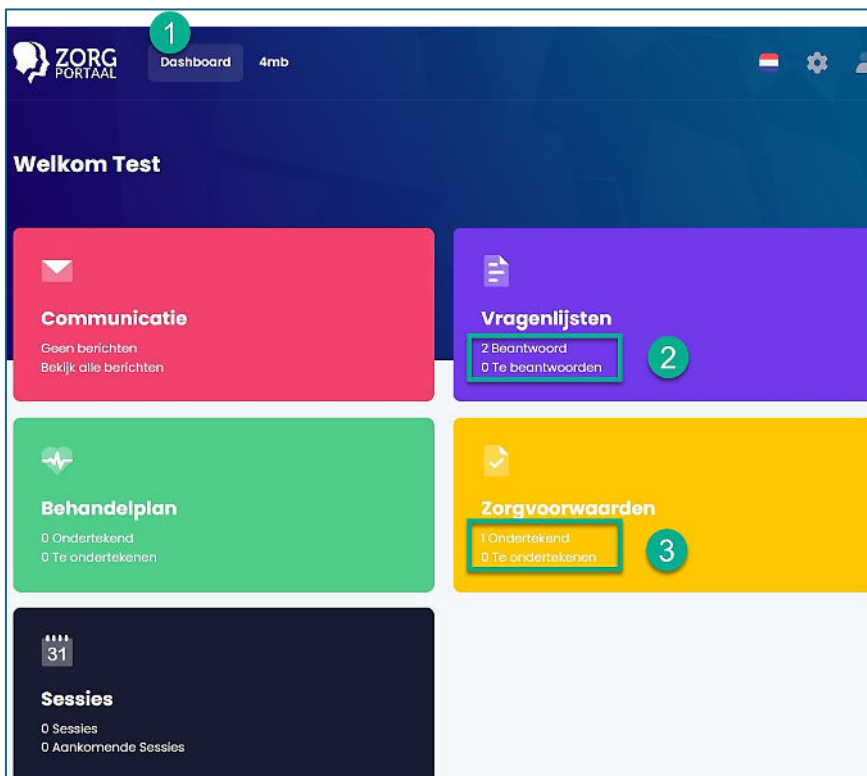 1
ZORG
PORTAAL
Dashboard
4mb
Welkom Test
Communicatie
Geen berichten
Bekijk alle berichten
Vragenlijsten
2 Beantwoord
0 Te beantwoorden
2
Behandelplan
0 Ondertekend
0 Te ondertekenen
Zorgvoorwaarden
1 Ondertekend
0 Te ondertekenen
3
31
Sessies
0 Sessies
0 Aankomende Sessies